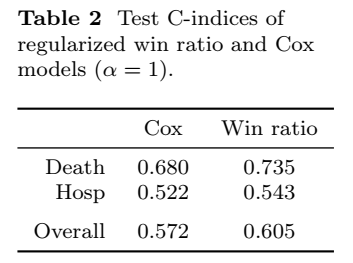 Table 2 Test C-indices of
regularized win ratio and Cox
models (α = 1).
Cox Win ratio
Death 0.680 0.735
Hosp 0.522 0.543
Overall 0.572 0.605